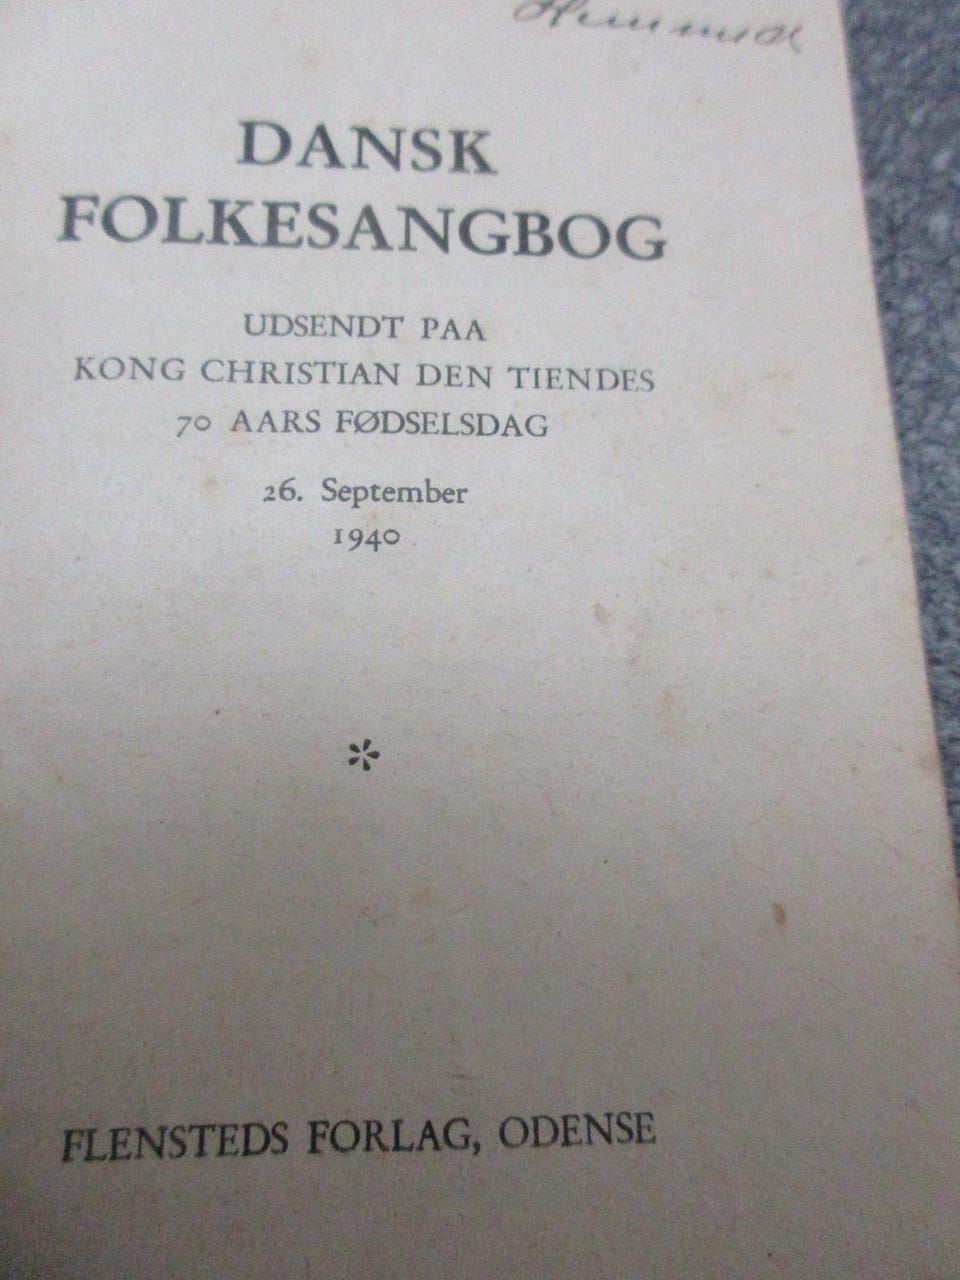 DANSK
FOLKESANGBOG
UDSENDT PAA
KONG CHRISTIAN DEN TIENDES
70 AARS FØDSELSDAG
26. September
1940
*
FLENSTEDS FORLAG, ODENSE